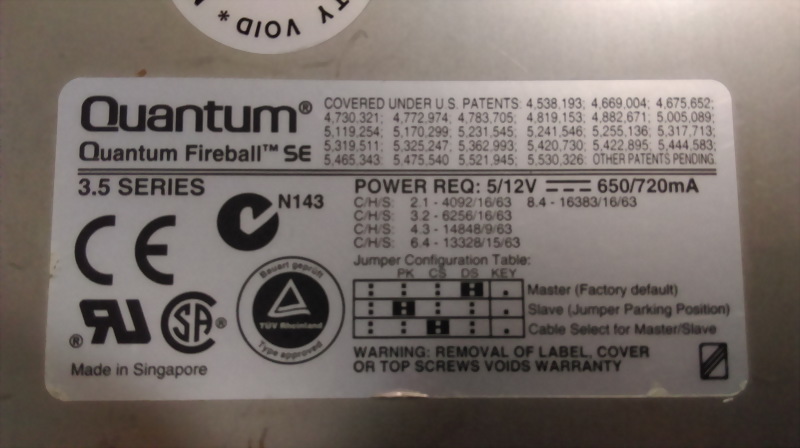 TY VOID *
Quantum®
Quantum Fireball™ SE
COVERED UNDER U.S. PATENTS: 4,538,193; 4,669,004; 4,675,652;
4,730,321; 4,772,974; 4,783,705; 4,819,153; 4,882,671; 5,005,089;
5,119,254; 5,170,299; 5,231,545; 5,241,546; 5,255,136; 5,317,713;
5,319,511; 5,325,247; 5,362,993; 5,420,730; 5,422,895; 5,444,583;
5,465,343; 5,475,540; 5,521,945; 5,530,326; OTHER PATENTS PENDING.
3.5 SERIES
N143
POWER REQ: 5/12V 650/720mA
C/H/S: 2.1 - 4092/16/63 8.4 - 16383/16/63
C/H/S: 3.2 - 6256/16/63
C/H/S: 4.3 - 14848/9/63
C/H/S: 6.4 - 13328/15/63
Jumper Configuration Table:
PK CS DS KEY
Master (Factory default)
Slave (Jumper Parking Position)
Cable Select for Master/Slave
CE
Bauart geprüft
TÜV Rheinland
Type approved
®
SA®
Made in Singapore
WARNING: REMOVAL OF LABEL, COVER
OR TOP SCREWS VOIDS WARRANTY